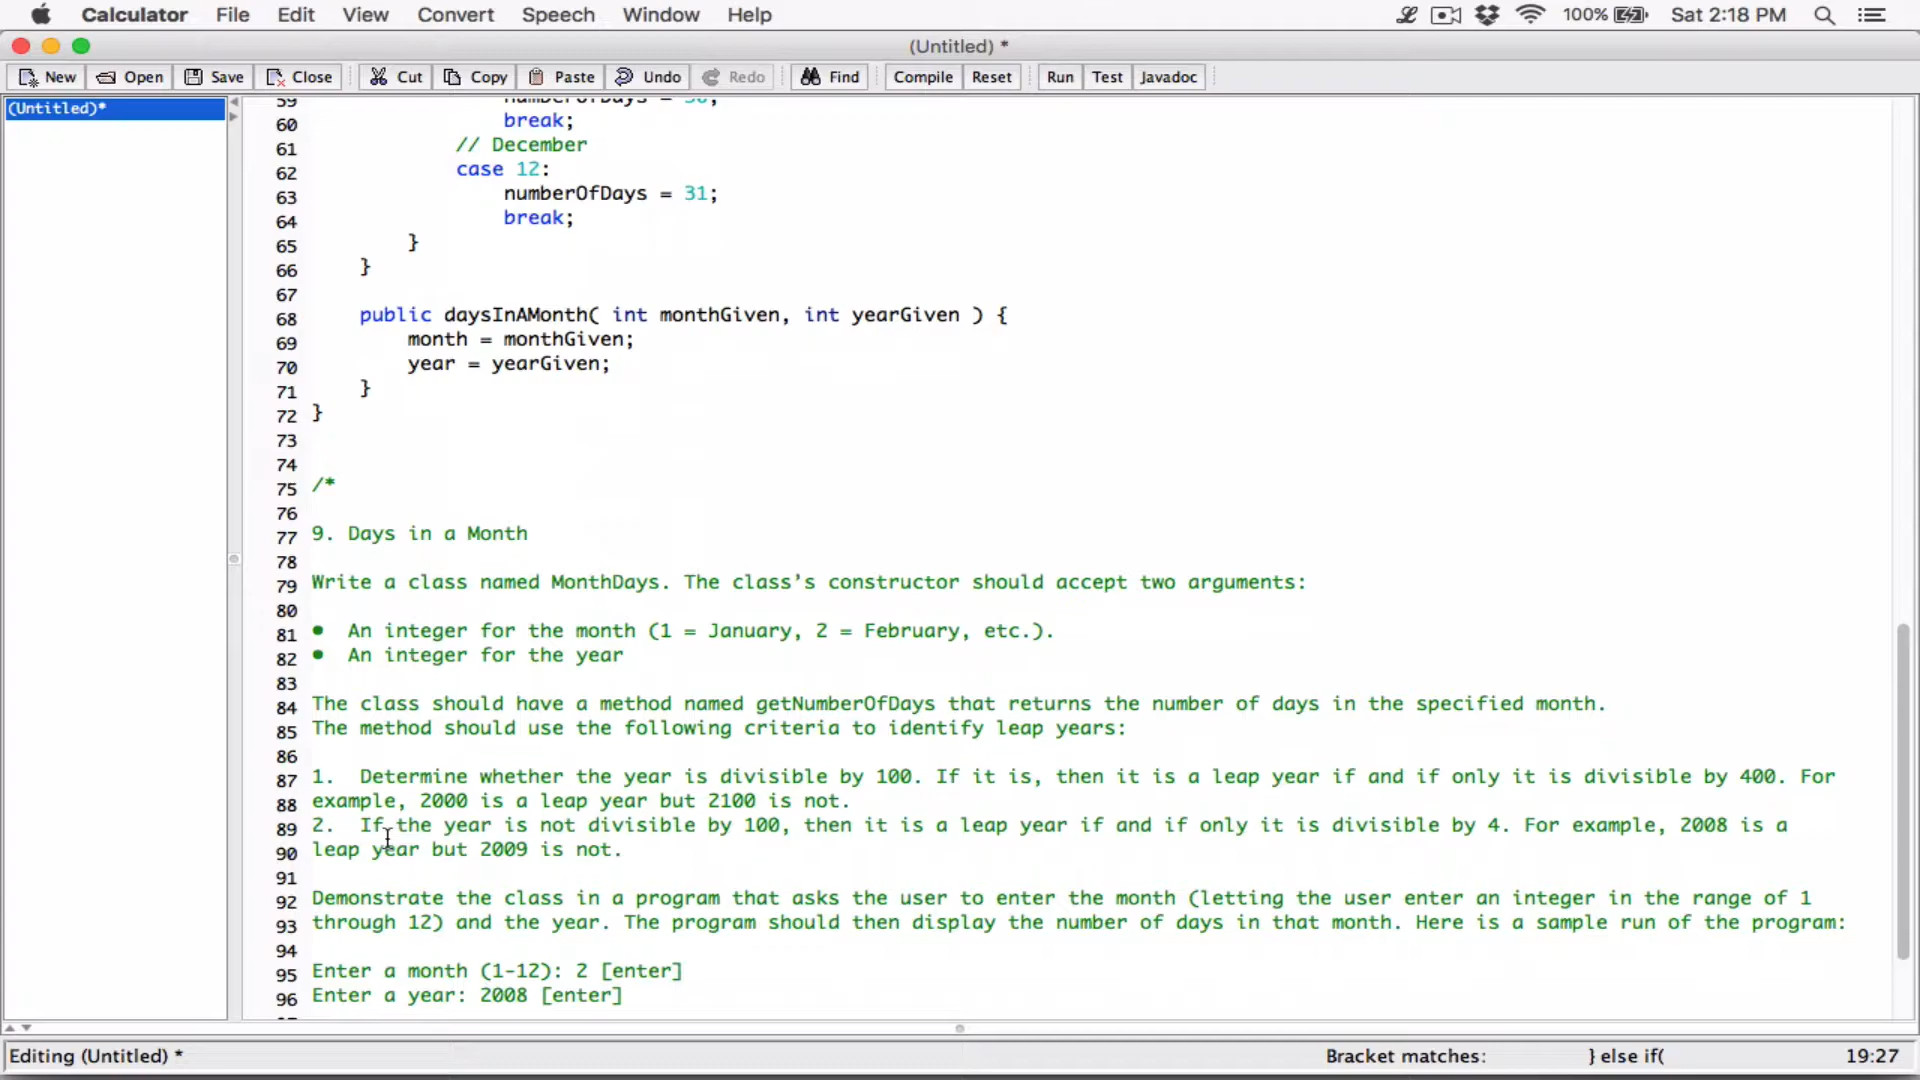 Calculator File Edit View Convert Speech Window Help 100% Sat 2:18 PM
(Untitled) *
New Open Save Close Cut Copy Paste Undo Redo Find Compile Reset Run Test Javadoc
(Untitled)*
59 numberOfDays = 30;
60 break;
61 // December
62 case 12:
63 numberOfDays = 31;
64 break;
65 }
66 }
67
68 public daysInAMonth( int monthGiven, int yearGiven ) {
69 month = monthGiven;
70 year = yearGiven;
71 }
72 }
73
74
75 /*
76
77 9. Days in a Month
78
79 Write a class named MonthDays. The class’s constructor should accept two arguments:
80
81 • An integer for the month (1 = January, 2 = February, etc.).
82 • An integer for the year
83
84 The class should have a method named getNumberOfDays that returns the number of days in the specified month.
85 The method should use the following criteria to identify leap years:
86
87 1. Determine whether the year is divisible by 100. If it is, then it is a leap year if and if only it is divisible by 400. For
88 example, 2000 is a leap year but 2100 is not.
89 2. If the year is not divisible by 100, then it is a leap year if and if only it is divisible by 4. For example, 2008 is a
90 leap year but 2009 is not.
91
92 Demonstrate the class in a program that asks the user to enter the month (letting the user enter an integer in the range of 1
93 through 12) and the year. The program should then display the number of days in that month. Here is a sample run of the program:
94
95 Enter a month (1-12): 2 [enter]
96 Enter a year: 2008 [enter]
Editing (Untitled) * Bracket matches: } else if( 19:27